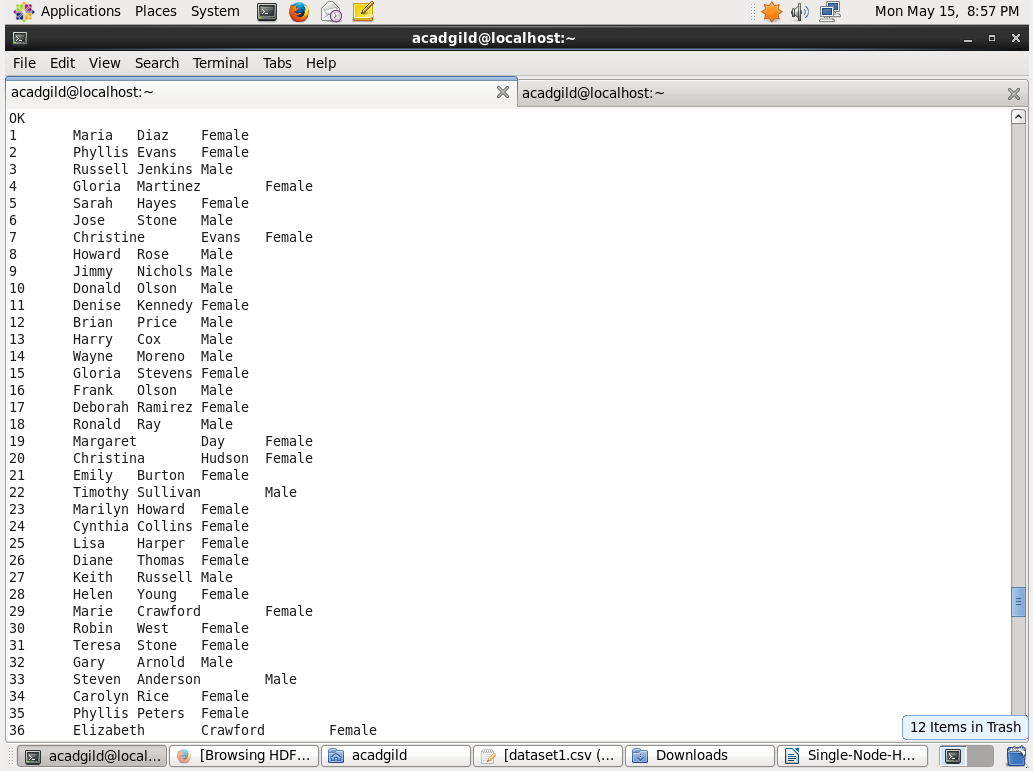 Applications Places System Mon May 15, 8:57 PM
acadgild@localhost:~
File Edit View Search Terminal Tabs Help
acadgild@localhost:~ acadgild@localhost:~
OK
1 Maria Diaz Female
2 Phyllis Evans Female
3 Russell Jenkins Male
4 Gloria Martinez Female
5 Sarah Hayes Female
6 Jose Stone Male
7 Christine Evans Female
8 Howard Rose Male
9 Jimmy Nichols Male
10 Donald Olson Male
11 Denise Kennedy Female
12 Brian Price Male
13 Harry Cox Male
14 Wayne Moreno Male
15 Gloria Stevens Female
16 Frank Olson Male
17 Deborah Ramirez Female
18 Ronald Ray Male
19 Margaret Day Female
20 Christina Hudson Female
21 Emily Burton Female
22 Timothy Sullivan Male
23 Marilyn Howard Female
24 Cynthia Collins Female
25 Lisa Harper Female
26 Diane Thomas Female
27 Keith Russell Male
28 Helen Young Female
29 Marie Crawford Female
30 Robin West Female
31 Teresa Stone Female
32 Gary Arnold Male
33 Steven Anderson Male
34 Carolyn Rice Female
35 Phyllis Peters Female
36 Elizabeth Crawford Female
12 Items in Trash
acadgild@local... [Browsing HDF... acadgild [dataset1.csv (... Downloads Single-Node-H...